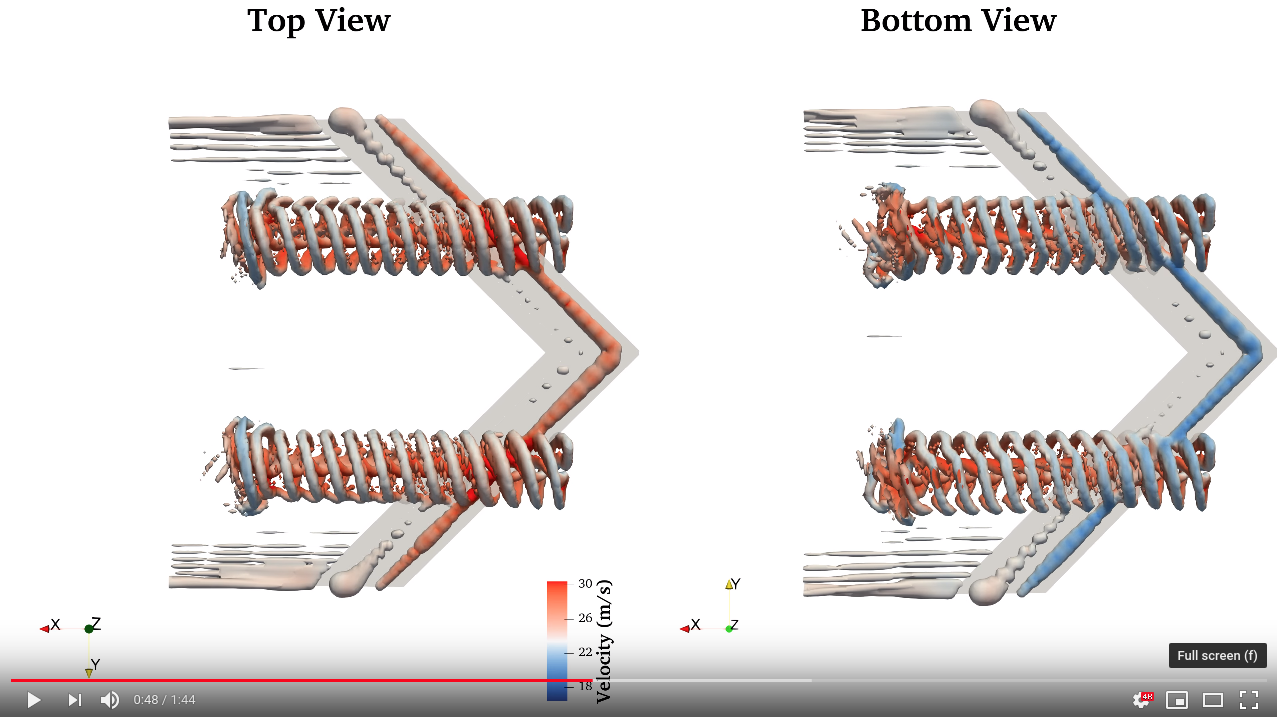 Top View
Bottom View
30
26
22
18
Velocity (m/s)
X
Z
Y
Y
X
Z
Full screen (f)
0:48 / 1:44
4K